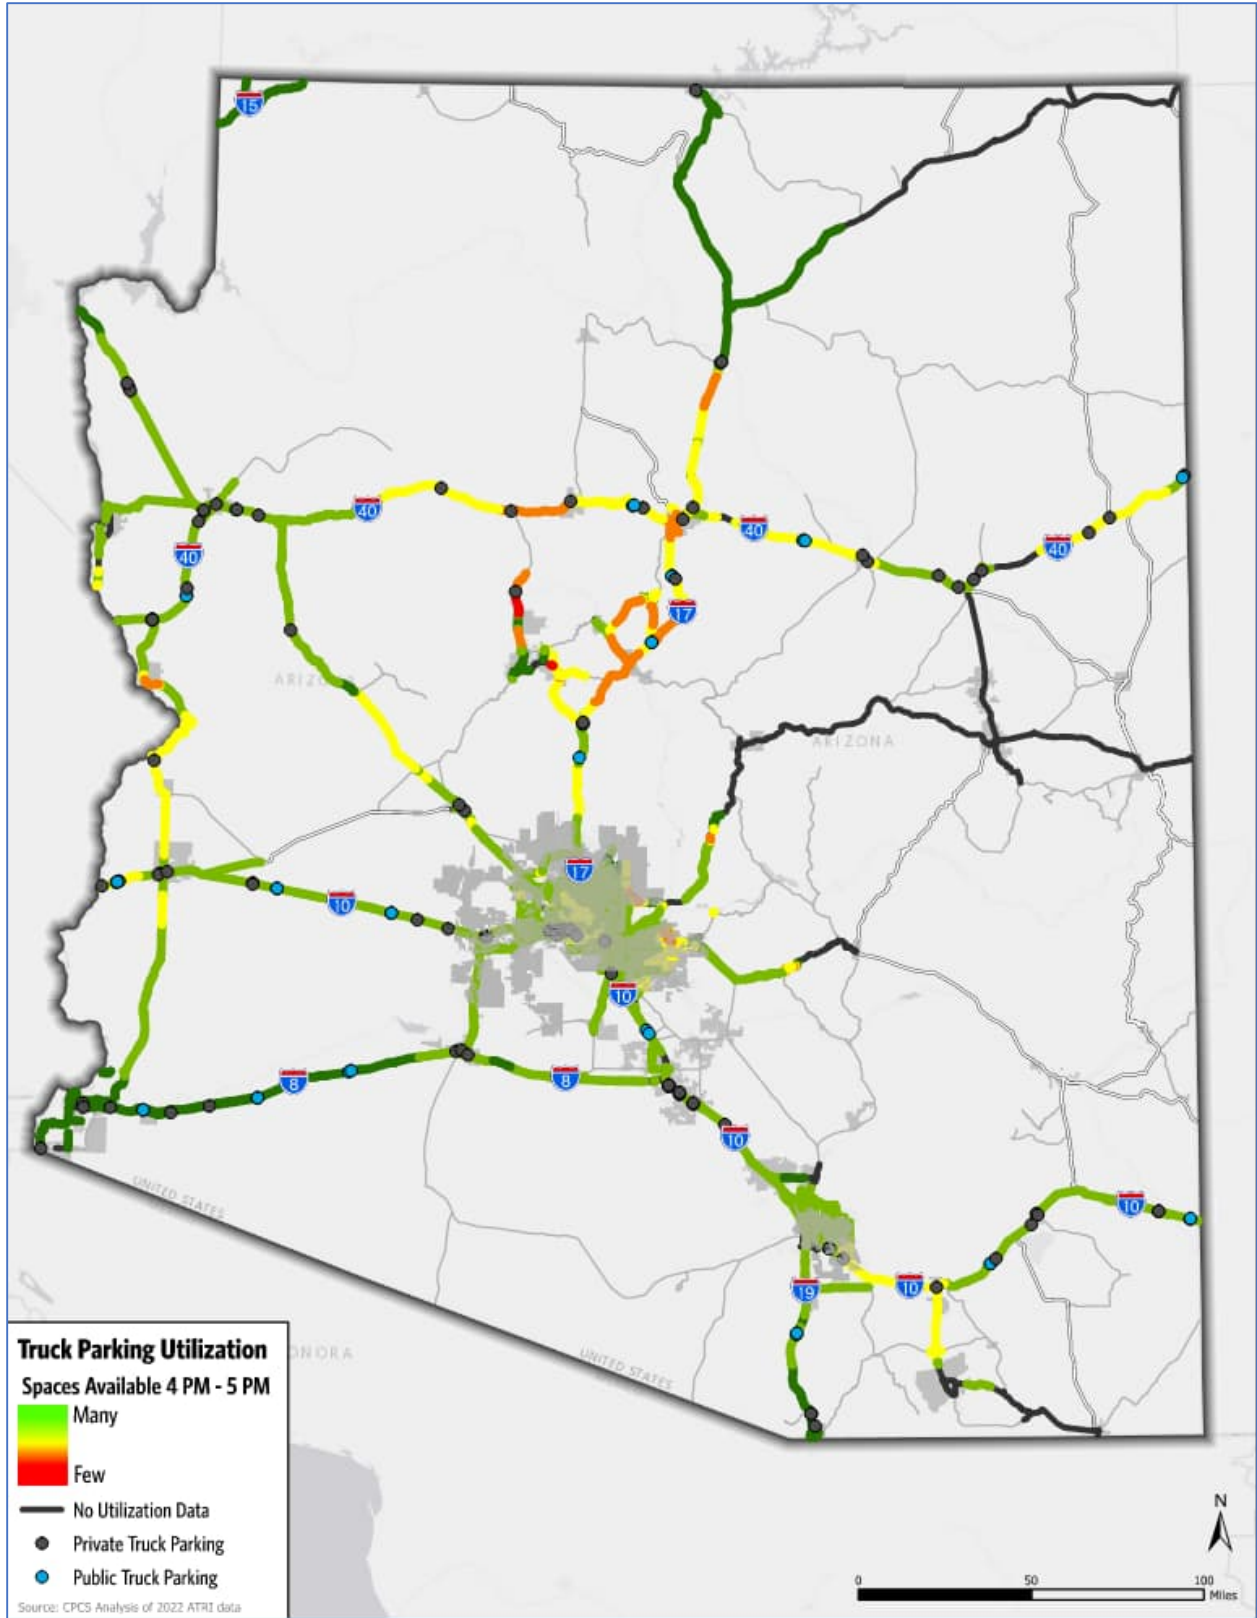 15
40
40
40
40
17
ARIZONA
ARIZONA
17
10
10
8
8
10
UNITED STATES
10
19
10
UNITED STATES
ONORA
Truck Parking Utilization
Spaces Available 4 PM - 5 PM
Many
Few
No Utilization Data
Private Truck Parking
Public Truck Parking
Source: CPCS Analysis of 2022 ATRI data
N
0 50 100
Miles